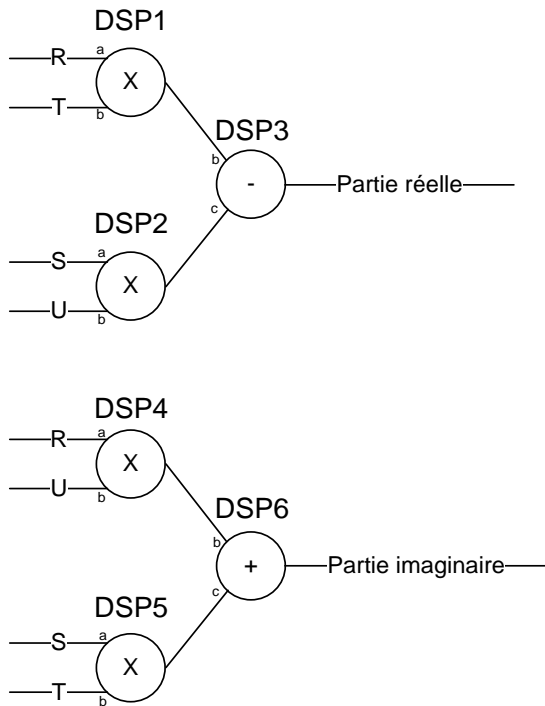 DSP1
a
R
X
T
b
DSP3
b
-
Partie réelle
c
DSP2
a
S
X
U
b
DSP4
a
R
X
U
b
DSP6
b
+
Partie imaginaire
c
DSP5
a
S
X
T
b